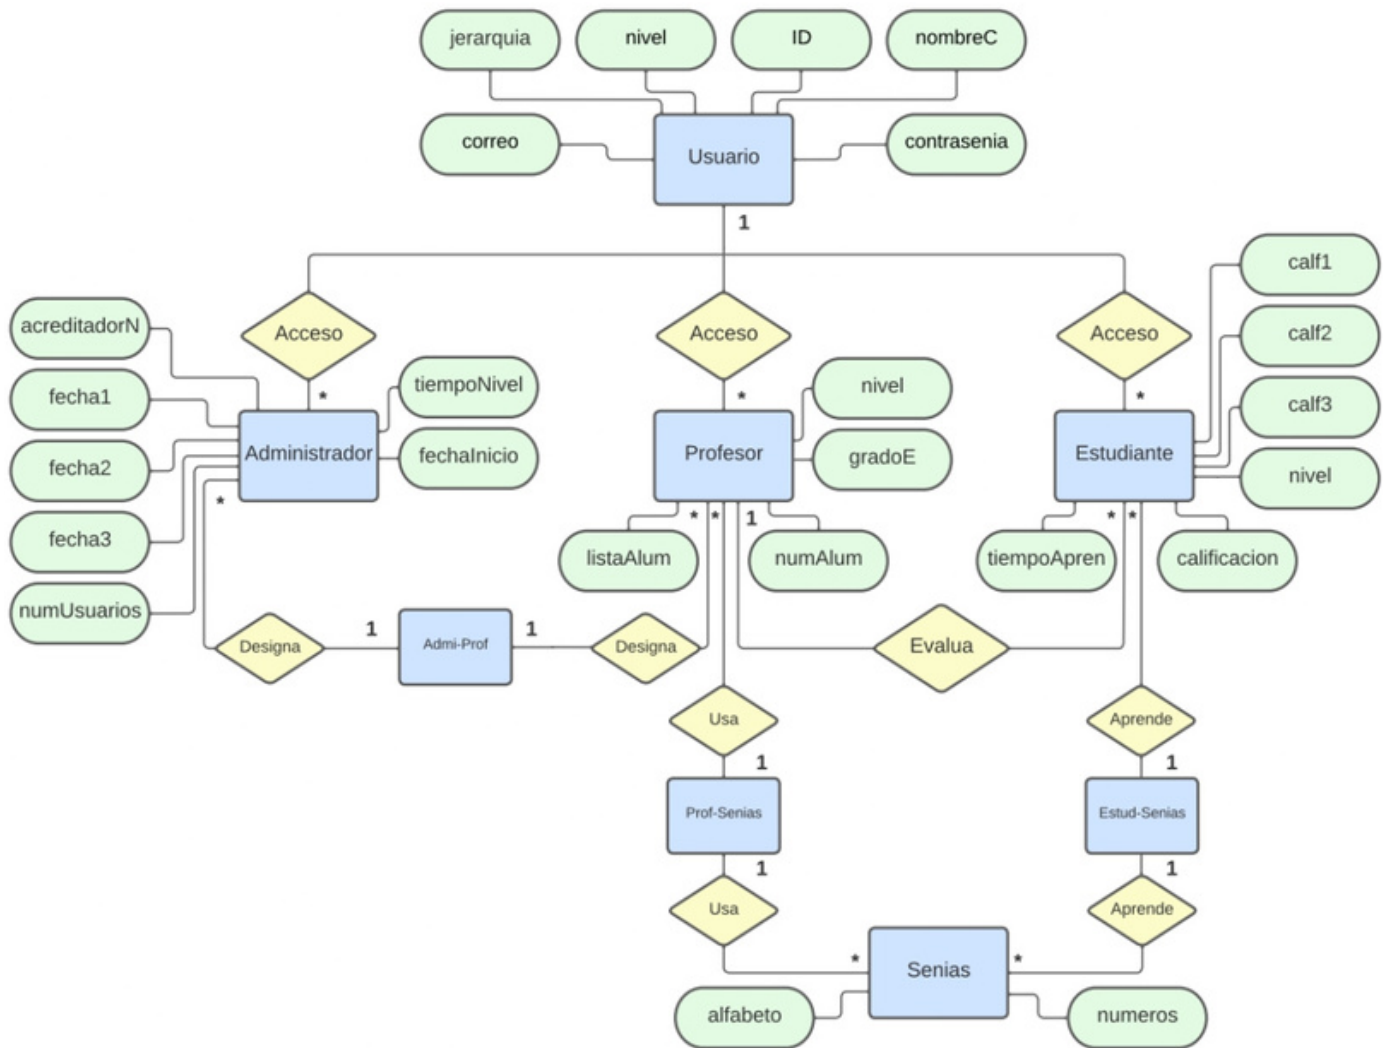 jerarquia
nivel
ID
nombreC
correo
Usuario
contrasenia
1
calf1
acreditadorN
Acceso
Acceso
Acceso
calf2
fecha1
tiempoNivel
nivel
calf3
*
*
*
Administrador
Profesor
Estudiante
fecha2
fechaInicio
gradoE
nivel
*
* *
1
* *
fecha3
listaAlum
numAlum
tiempoApren
calificacion
numUsuarios
Designa
1
Admi-Prof
1
Designa
Evalua
Usa
Aprende
1
1
Prof-Senias
Estud-Senias
1
1
Usa
Aprende
*
Senias
*
alfabeto
numeros